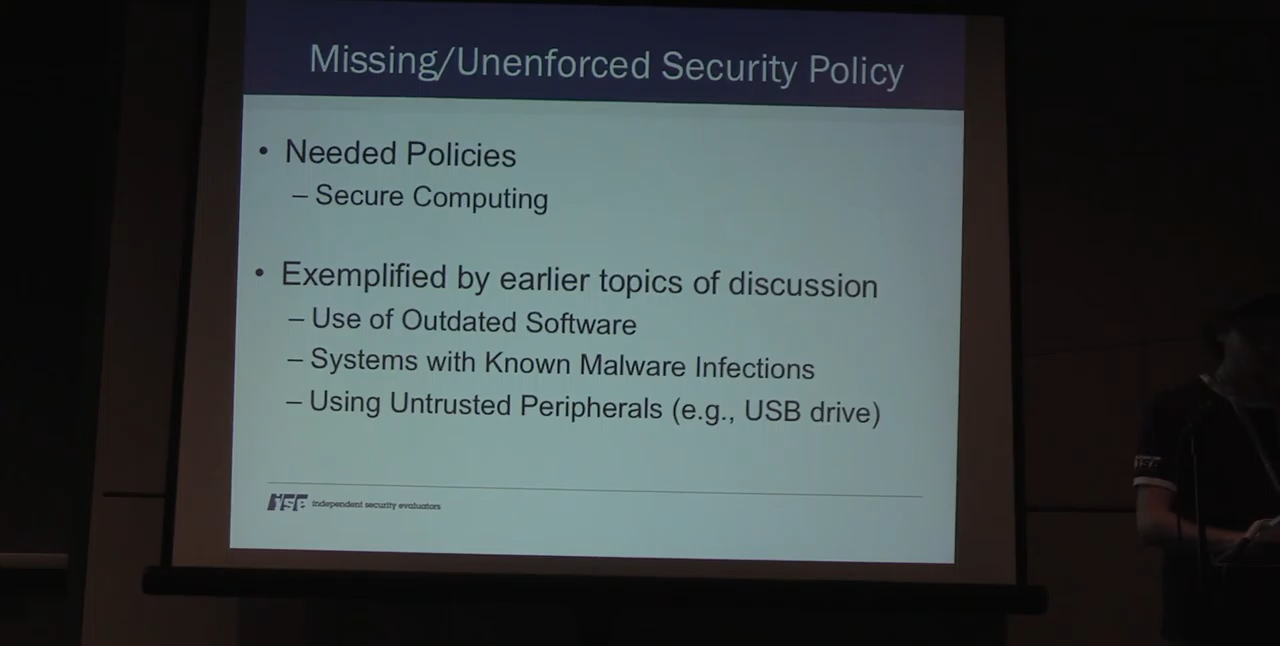 Missing/Unenforced Security Policy
• Needed Policies
– Secure Computing
• Exemplified by earlier topics of discussion
– Use of Outdated Software
– Systems with Known Malware Infections
– Using Untrusted Peripherals (e.g., USB drive)
ise independent security evaluators